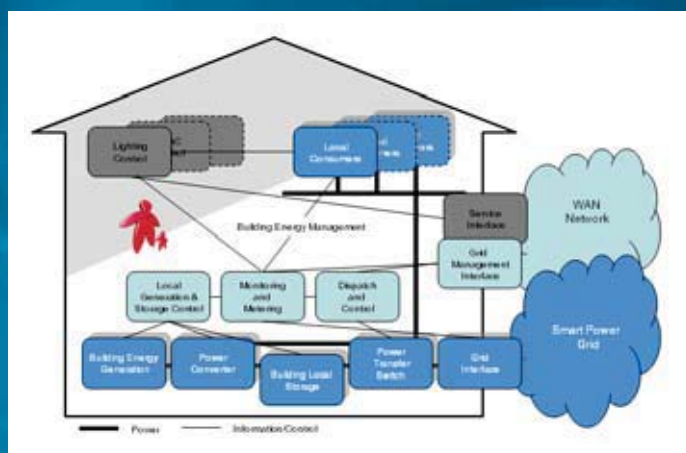 Lighting
Control
Local
Consumers
Service
Interface
WAN
Network
Building Energy Management
Grid
Management
Interface
Local
Generation &
Storage Control
Monitoring
and
Metering
Dispatch
and
Control
Smart Power
Grid
Building Energy
Generation
Power
Converter
Building Local
Storage
Power
Transfer
Switch
Grid
Interface
Power
Information/Control